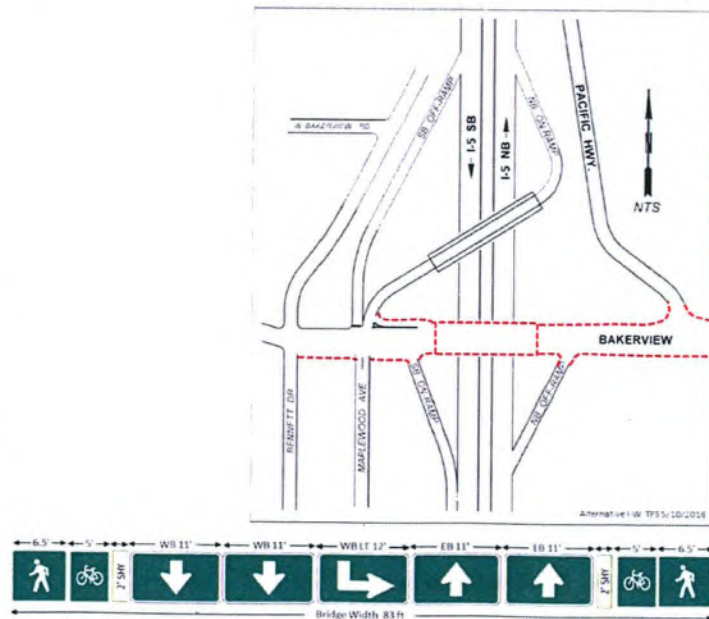 W BAKERVIEW RD
SB OFF-RAMP
I-5 SB
I-5 NB
NB ON RAMP
PACIFIC HWY.
N
NTS
BAKERVIEW
BENNETT DR
MAPLEWOOD AVE
SB ON-RAMP
NB OFF-RAMP
Alternative I-W TFS 5/10/2016
6.5' 5' WB 11' WB 11' WB LT 12' EB 11' EB 11' 5' 6.5'
2' SHY 2' SHY
Bridge Width 83 ft